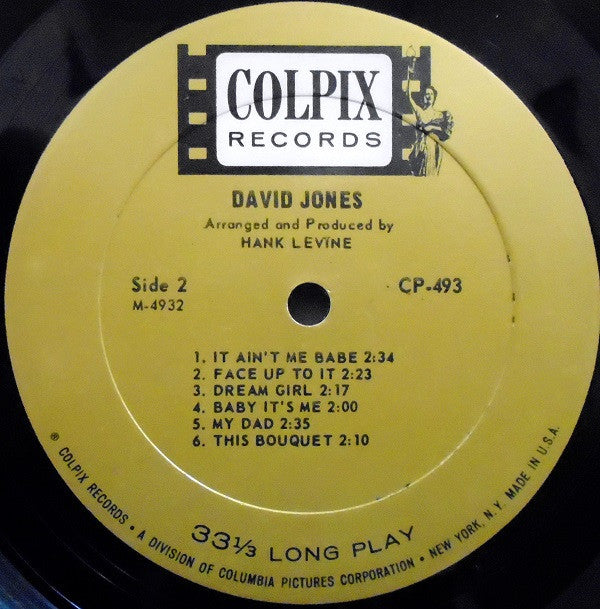 COLPIX
RECORDS
DAVID JONES
Arranged and Produced by
HANK LEVINE
Side 2
CP-493
M-4932
1. IT AIN'T ME BABE 2:34
2. FACE UP TO IT 2:23
3. DREAM GIRL 2:17
4. BABY IT'S ME 2:00
5. MY DAD 2:35
6. THIS BOUQUET 2:10
33⅓ LONG PLAY
® COLPIX RECORDS • A DIVISION OF COLUMBIA PICTURES CORPORATION • NEW YORK, N. Y. MADE IN U.S.A.